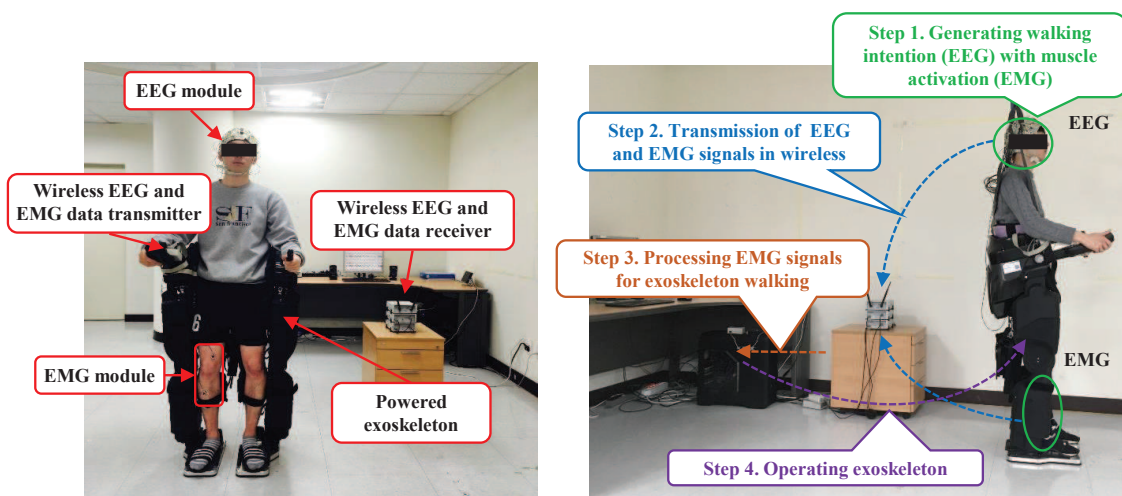 EEG module
Wireless EEG and
EMG data transmitter
Wireless EEG and
EMG data receiver
EMG module
Powered
exoskeleton
6
Step 1. Generating walking
intention (EEG) with muscle
activation (EMG)
EEG
Step 2. Transmission of EEG
and EMG signals in wireless
Step 3. Processing EMG signals
for exoskeleton walking
EMG
Step 4. Operating exoskeleton